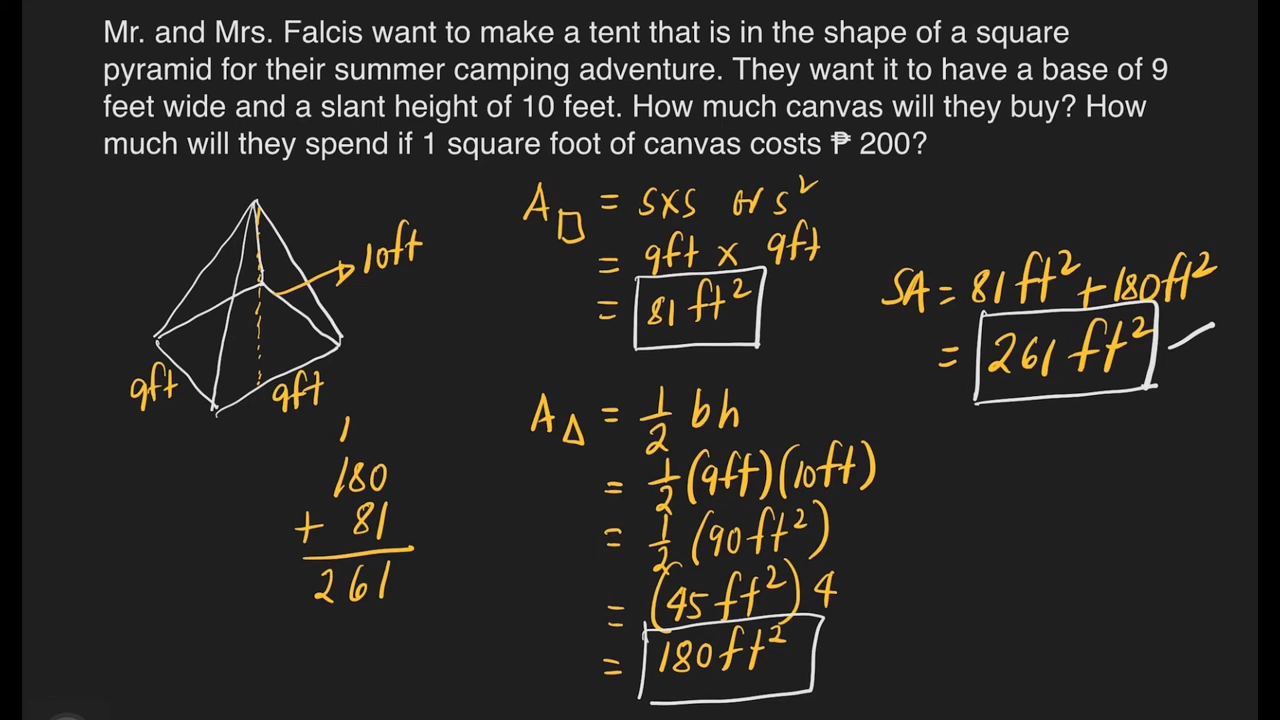 Mr. and Mrs. Falcis want to make a tent that is in the shape of a square
pyramid for their summer camping adventure. They want it to have a base of 9
feet wide and a slant height of 10 feet. How much canvas will they buy? How
much will they spend if 1 square foot of canvas costs ₱ 200?
10ft
9ft
9ft
1
180
+ 81
261
A□ = s×s or s²
= 9ft × 9ft
= 81 ft²
A△ = 1/2 bh
= 1/2 (9ft)(10ft)
= 1/2 (90ft²)
= (45ft²)4
= 180ft²
SA = 81ft² + 180ft²
= 261 ft²